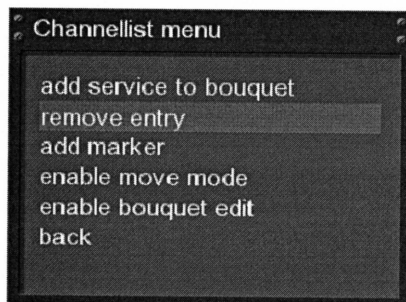 Channellist menu
add service to bouquet
remove entry
add marker
enable move mode
enable bouquet edit
back